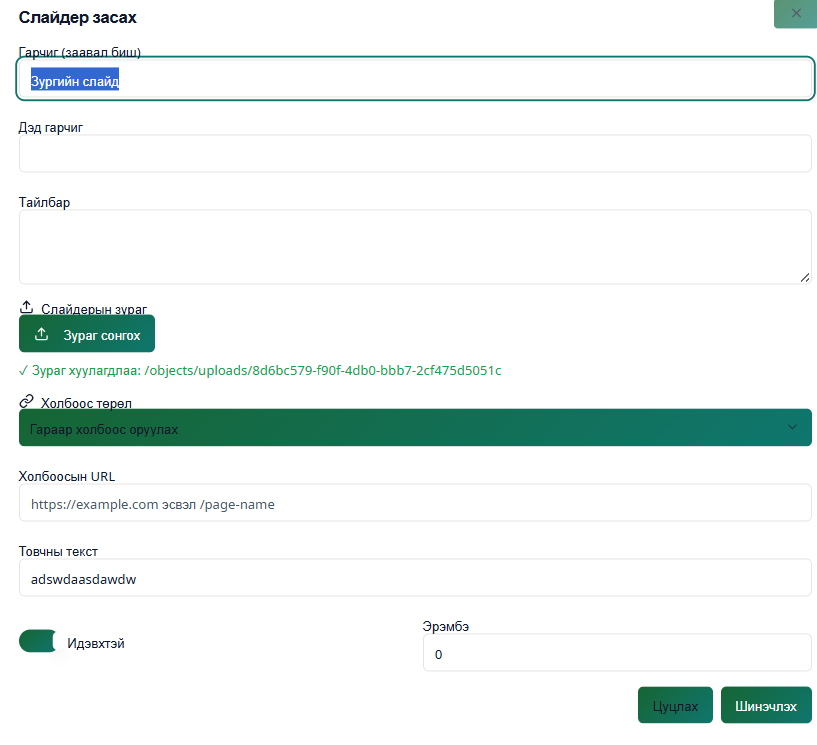 Слайдер засах
Гарчиг (заавал биш)
Зургийн слайд
Дэд гарчиг
Тайлбар
Слайдерын зураг
Зураг сонгох
✓ Зураг хуулагдлаа: /objects/uploads/8d6bc579-f90f-4db0-bbb7-2cf475d5051c
Холбоос төрөл
Гараар холбоос оруулах
Холбоосын URL
https://example.com эсвэл /page-name
Товчны текст
adswdaasdawdw
Идэвхтэй
Эрэмбэ
0
Цуцлах
Шинэчлэх